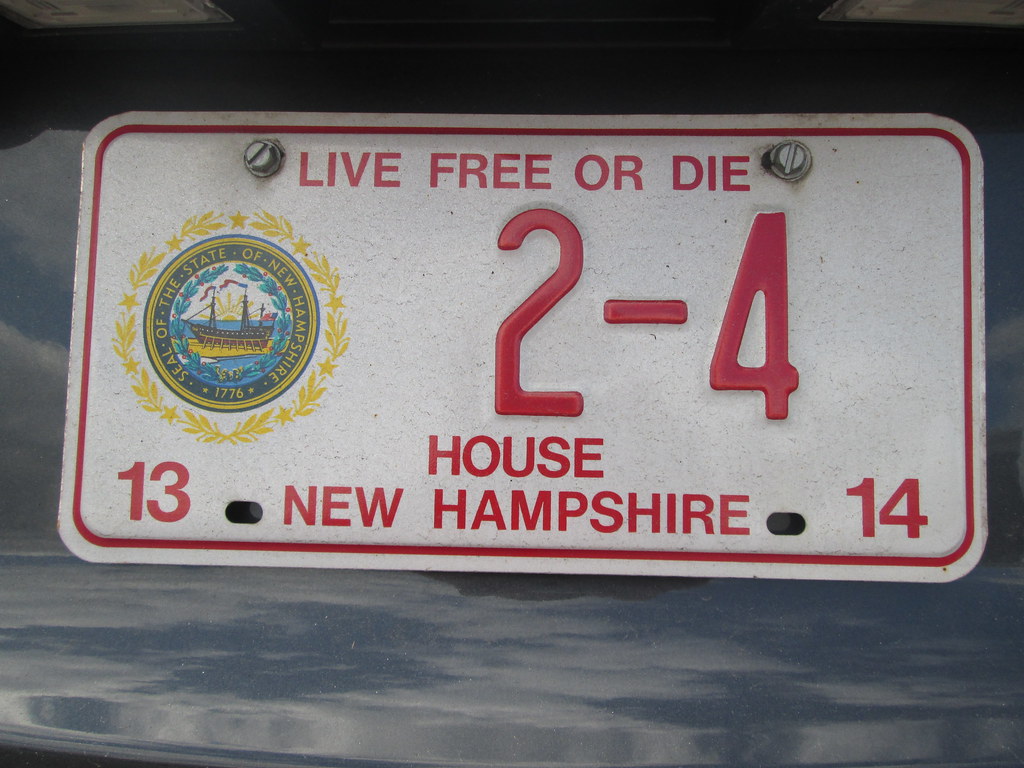 LIVE FREE OR DIE
SEAL · OF · THE · STATE · OF · NEW · HAMPSHIRE
1776
2-4
HOUSE
13 NEW HAMPSHIRE 14